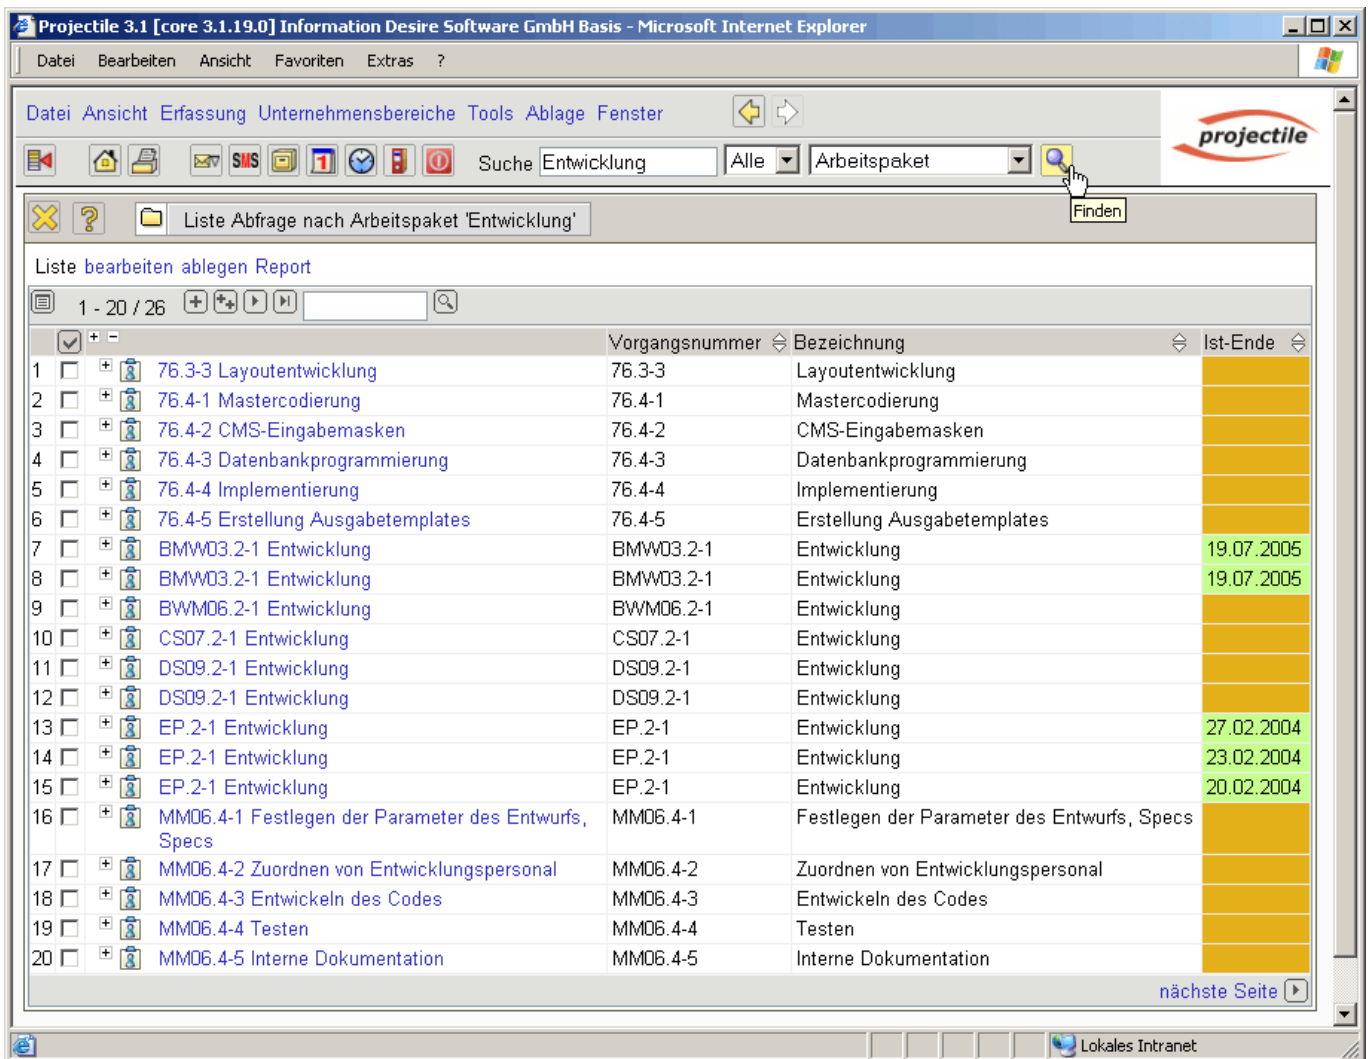 Projectile 3.1 [core 3.1.19.0] Information Desire Software GmbH Basis - Microsoft Internet Explorer
Datei Bearbeiten Ansicht Favoriten Extras ?
Datei Ansicht Erfassung Unternehmensbereiche Tools Ablage Fenster
projectile
SMS 1 Suche Entwicklung Alle Arbeitspaket
Finden
? Liste Abfrage nach Arbeitspaket 'Entwicklung'
Liste bearbeiten ablegen Report
1 - 20 / 26
Vorgangsnummer Bezeichnung Ist-Ende
1 76.3-3 Layoutentwicklung 76.3-3 Layoutentwicklung
2 76.4-1 Mastercodierung 76.4-1 Mastercodierung
3 76.4-2 CMS-Eingabemasken 76.4-2 CMS-Eingabemasken
4 76.4-3 Datenbankprogrammierung 76.4-3 Datenbankprogrammierung
5 76.4-4 Implementierung 76.4-4 Implementierung
6 76.4-5 Erstellung Ausgabetemplates 76.4-5 Erstellung Ausgabetemplates
7 BMW03.2-1 Entwicklung BMW03.2-1 Entwicklung 19.07.2005
8 BMW03.2-1 Entwicklung BMW03.2-1 Entwicklung 19.07.2005
9 BWM06.2-1 Entwicklung BWM06.2-1 Entwicklung
10 CS07.2-1 Entwicklung CS07.2-1 Entwicklung
11 DS09.2-1 Entwicklung DS09.2-1 Entwicklung
12 DS09.2-1 Entwicklung DS09.2-1 Entwicklung
13 EP.2-1 Entwicklung EP.2-1 Entwicklung 27.02.2004
14 EP.2-1 Entwicklung EP.2-1 Entwicklung 23.02.2004
15 EP.2-1 Entwicklung EP.2-1 Entwicklung 20.02.2004
16 MM06.4-1 Festlegen der Parameter des Entwurfs, MM06.4-1 Festlegen der Parameter des Entwurfs, Specs
Specs
17 MM06.4-2 Zuordnen von Entwicklungspersonal MM06.4-2 Zuordnen von Entwicklungspersonal
18 MM06.4-3 Entwickeln des Codes MM06.4-3 Entwickeln des Codes
19 MM06.4-4 Testen MM06.4-4 Testen
20 MM06.4-5 Interne Dokumentation MM06.4-5 Interne Dokumentation
nächste Seite
Lokales Intranet